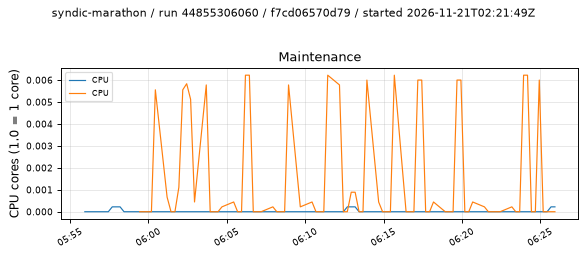 syndic-marathon / run 44855306060 / f7cd06570d79 / started 2026-11-21T02:21:49Z
Maintenance
CPU cores (1.0 = 1 core)
0.006
0.005
0.004
0.003
0.002
0.001
0.000
CPU
CPU
05:55
06:00
06:05
06:10
06:15
06:20
06:25